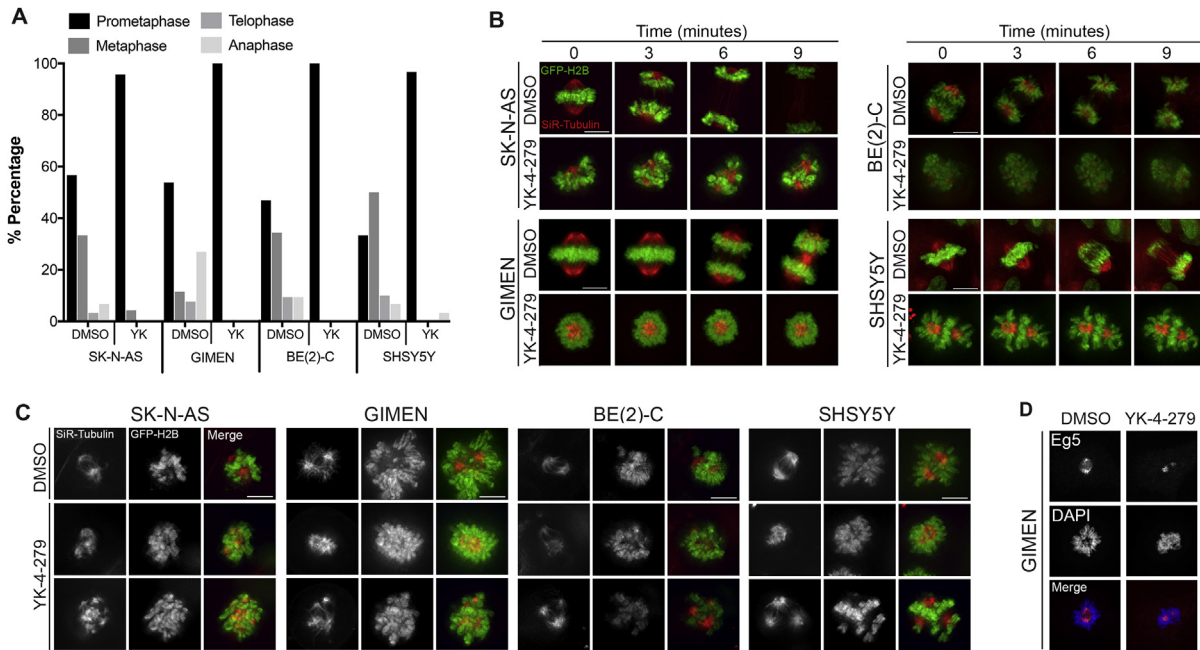 A
Prometaphase
Telophase
Metaphase
Anaphase
% Percentage
100
80
60
40
20
0
DMSO YK DMSO YK DMSO YK DMSO YK
SK-N-AS GIMEN BE(2)-C SHSY5Y
B
Time (minutes)
0 3 6 9
SK-N-AS
DMSO
GFP-H2B
SiR-Tubulin
YK-4-279
GIMEN
DMSO
YK-4-279
Time (minutes)
0 3 6 9
BE(2)-C
DMSO
YK-4-279
SHSY5Y
DMSO
YK-4-279
C
SK-N-AS GIMEN BE(2)-C SHSY5Y
SiR-Tubulin GFP-H2B Merge
DMSO
YK-4-279
D
DMSO YK-4-279
GIMEN
Eg5
DAPI
Merge